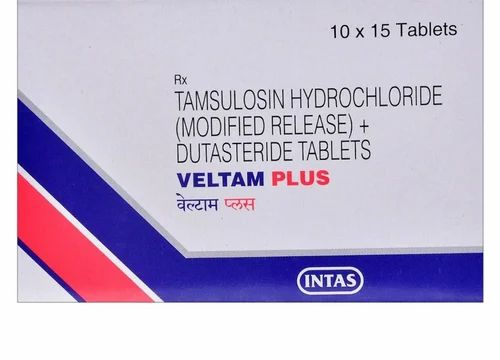 10 x 15 Tablets
Rx
TAMSULOSIN HYDROCHLORIDE
(MODIFIED RELEASE) +
DUTASTERIDE TABLETS
VELTAM PLUS
वेल्टाम प्लस
INTAS